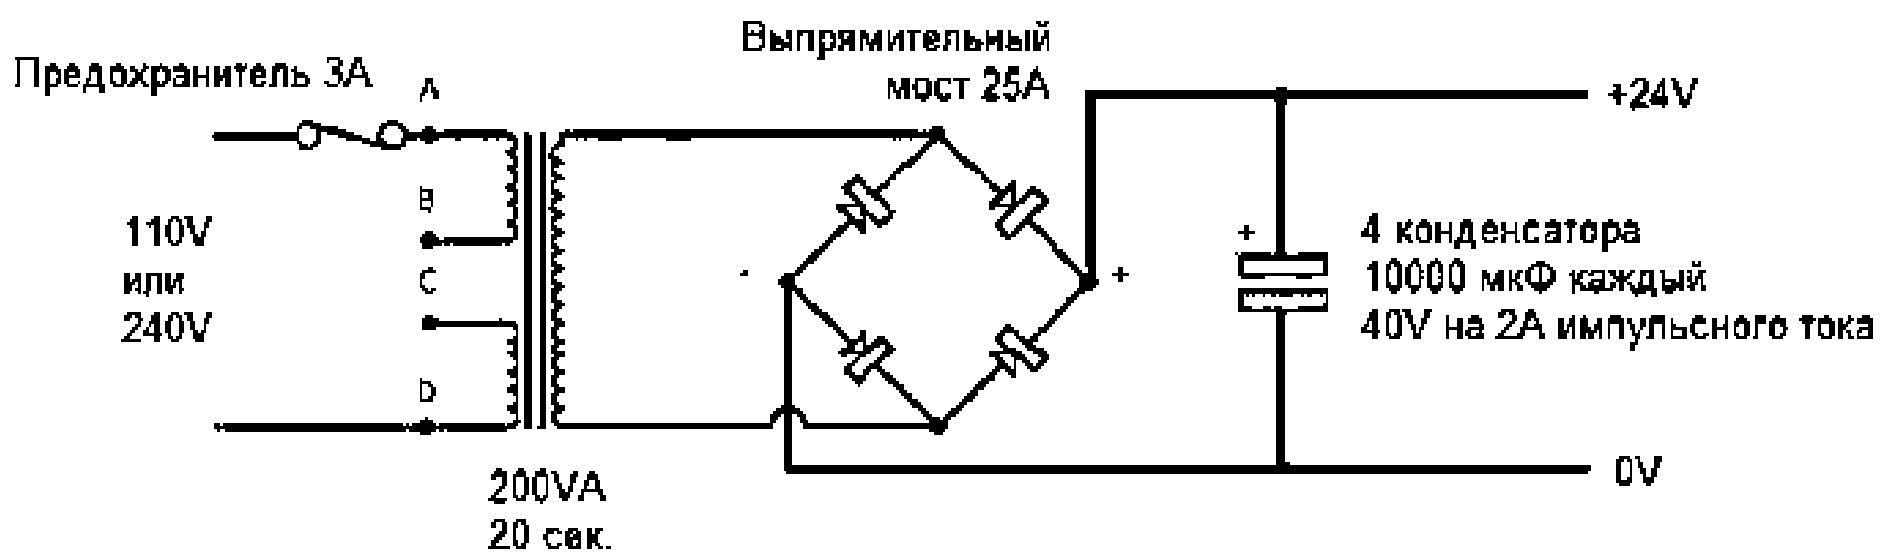 Выпрямительный
мост 25А
Предохранитель 3А
A
+24V
B
110V
или
240V
C
D
-
+
+
4 конденсатора
10000 мкФ каждый
40V на 2А импульсного тока
0V
200VA
20 сек.